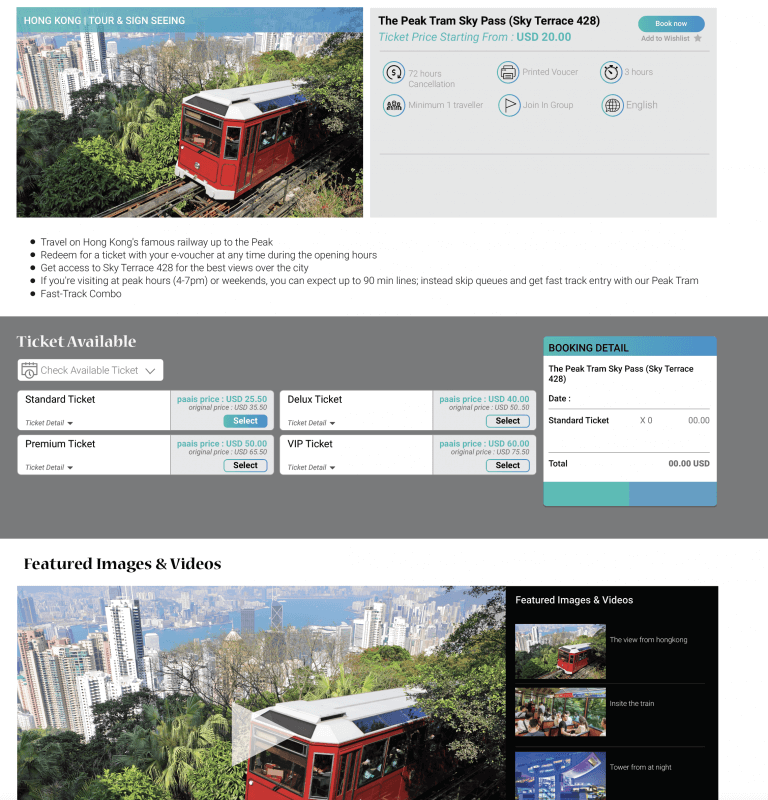 HONG KONG | TOUR & SIGN SEEING
The Peak Tram Sky Pass (Sky Terrace 428)
Book now
Ticket Price Starting From : USD 20.00
Add to Wishlist
72 hours
Cancellation
Printed Voucer
3 hours
Minimum 1 traveller
Join In Group
English
Travel on Hong Kong's famous railway up to the Peak
Redeem for a ticket with your e-voucher at any time during the opening hours
Get access to Sky Terrace 428 for the best views over the city
If you're visiting at peak hours (4-7pm) or weekends, you can expect up to 90 min lines; instead skip queues and get fast track entry with our Peak Tram
Fast-Track Combo
Ticket Available
Check Available Ticket
Standard Ticket
paais price : USD 25.50
original price : USD 35.50
Ticket Detail
Select
Delux Ticket
paais price : USD 40.00
original price : USD 50. 50
Ticket Detail
Select
Premium Ticket
paais price : USD 50.00
original price : USD 65.50
Ticket Detail
Select
VIP Ticket
paais price : USD 60.00
original price : USD 75.50
Ticket Detail
Select
BOOKING DETAIL
The Peak Tram Sky Pass (Sky Terrace
428)
Date :
Standard Ticket X 0 00.00
Total 00.00 USD
Featured Images & Videos
Featured Images & Videos
The view from hongkong
Insite the train
Tower from at night